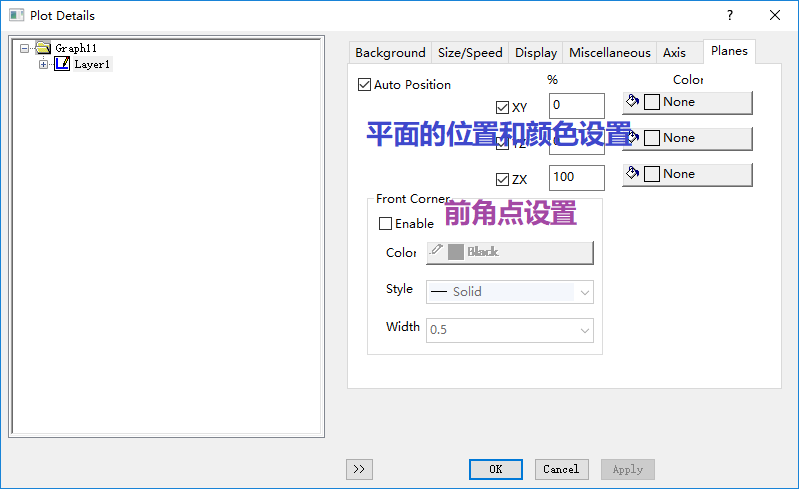 Plot Details
?
Graph11
Layer1
Background Size/Speed Display Miscellaneous Axis Planes
Auto Position
% Color
XY 0 None
平面的位置和颜色设置
YZ 0 None
ZX 100 None
Front Corner
前角点设置
Enable
Color Black
Style Solid
Width 0.5
>> OK Cancel Apply